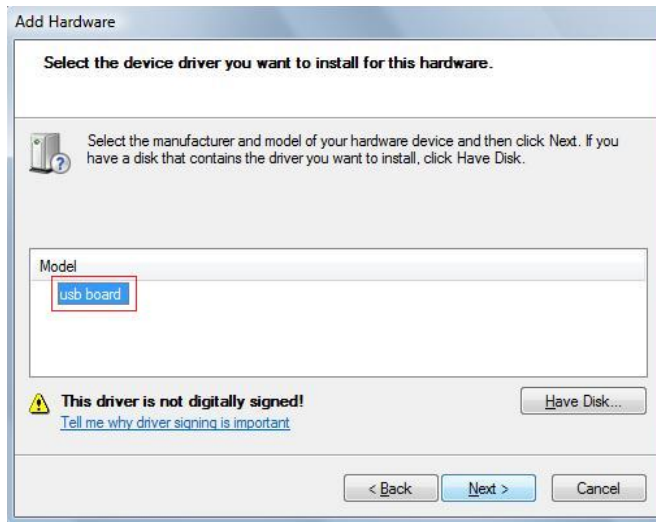 Add Hardware
Select the device driver you want to install for this hardware.
Select the manufacturer and model of your hardware device and then click Next. If you
have a disk that contains the driver you want to install, click Have Disk.
Model
usb board
This driver is not digitally signed!
Have Disk...
Tell me why driver signing is important
< Back
Next >
Cancel